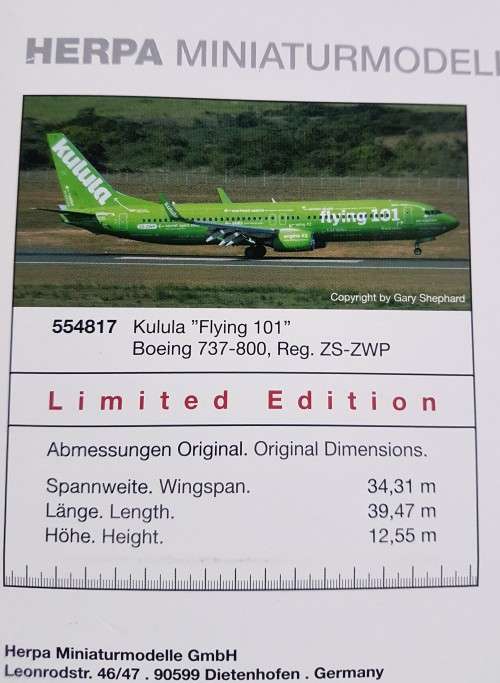 HERPA MINIATURMODELL
kulula
flying 101
Copyright by Gary Shephard
554817 Kulula "Flying 101"
Boeing 737-800, Reg. ZS-ZWP
Limited Edition
Abmessungen Original. Original Dimensions.
Spannweite. Wingspan. 34,31 m
Länge. Length. 39,47 m
Höhe. Height. 12,55 m
Herpa Miniaturmodelle GmbH
Leonrodstr. 46/47 . 90599 Dietenhofen . Germany